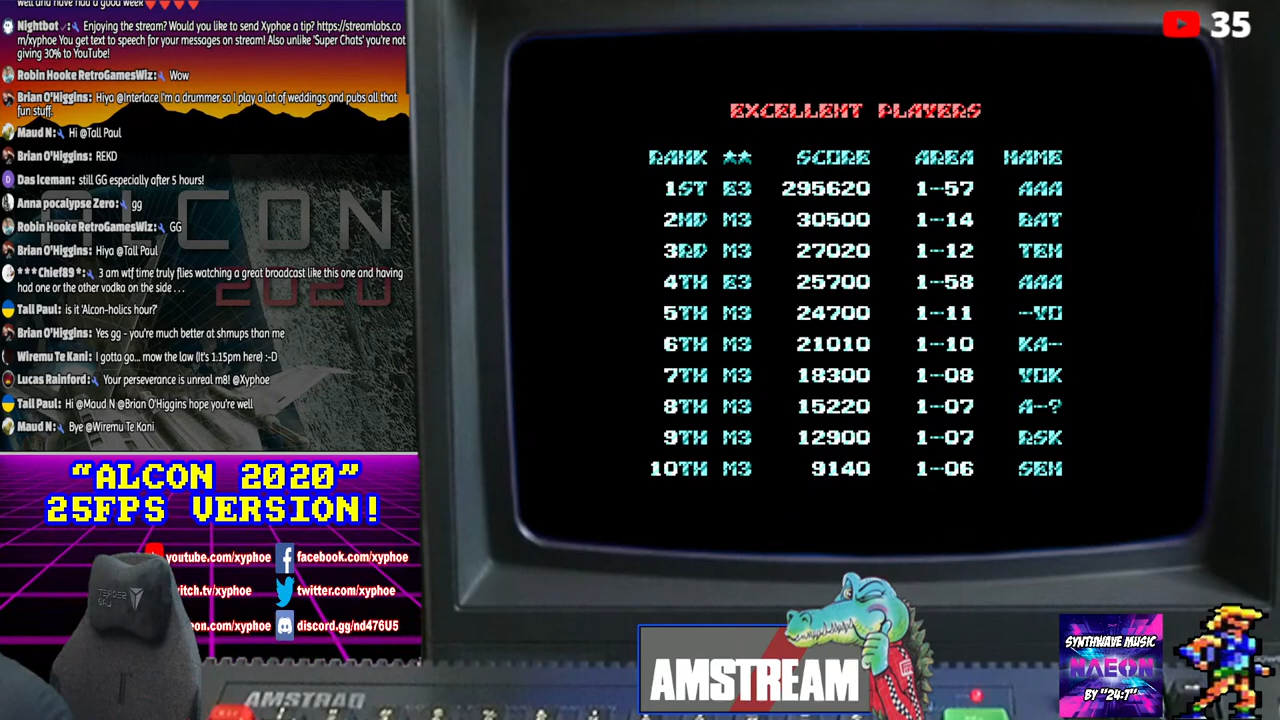 well and have had a good week
Nightbot: Enjoying the stream? Would you like to send Xyphoe a tip? https://streamlabs.co
m/xyphoe You get text to speech for your messages on stream! Also unlike 'Super Chats' you're not
giving 30% to YouTube!
Robin Hooke RetroGamesWiz: Wow
Brian O'Higgins: Hiya @Interlace I'm a drummer so I play a lot of weddings and pubs all that
fun stuff.
Maud N: Hi @Tall Paul
Brian O'Higgins: REKD
Das Iceman: still GG especially after 5 hours!
Anna pocalypse Zero: gg
Robin Hooke RetroGamesWiz: GG
Brian O'Higgins: Hiya @Tall Paul
***Chief89*: 3 am wtf time truly flies watching a great broadcast like this one and having
had one or the other vodka on the side . . .
Tall Paul: is it 'Alcon-holics hour?'
Brian O'Higgins: Yes gg - you're much better at shmups than me
Wiremu Te Kani: I gotta go... mow the law (It's 1.15pm here) :-D
Lucas Rainford: Your perseverance is unreal m8! @Xyphoe
Tall Paul: Hi @Maud N @Brian O'Higgins hope you're well
Maud N: Bye @Wiremu Te Kani
ALCON
2020
"ALCON 2020"
25FPS VERSION!
youtube.com/xyphoe
facebook.com/xyphoe
itch.tv/xyphoe
twitter.com/xyphoe
on.com/xyphoe
discord.gg/nd476U5
35
EXCELLENT PLAYERS
RANK ★★ SCORE AREA NAME
1ST E3 295620 1-57 AAA
2ND M3 30500 1-14 BAT
3RD M3 27020 1-12 TEN
4TH E3 25700 1-58 AAA
5TH M3 24700 1-11 -YO
6TH M3 21010 1-10 KA-
7TH M3 18300 1-08 YOK
8TH M3 15220 1-07 A-?
9TH M3 12900 1-07 RSK
10TH M3 9140 1-06 SEN
AMSTRAD
AMSTREAM
SYNTHWAVE MUSIC
NAEON
BY "24:7"